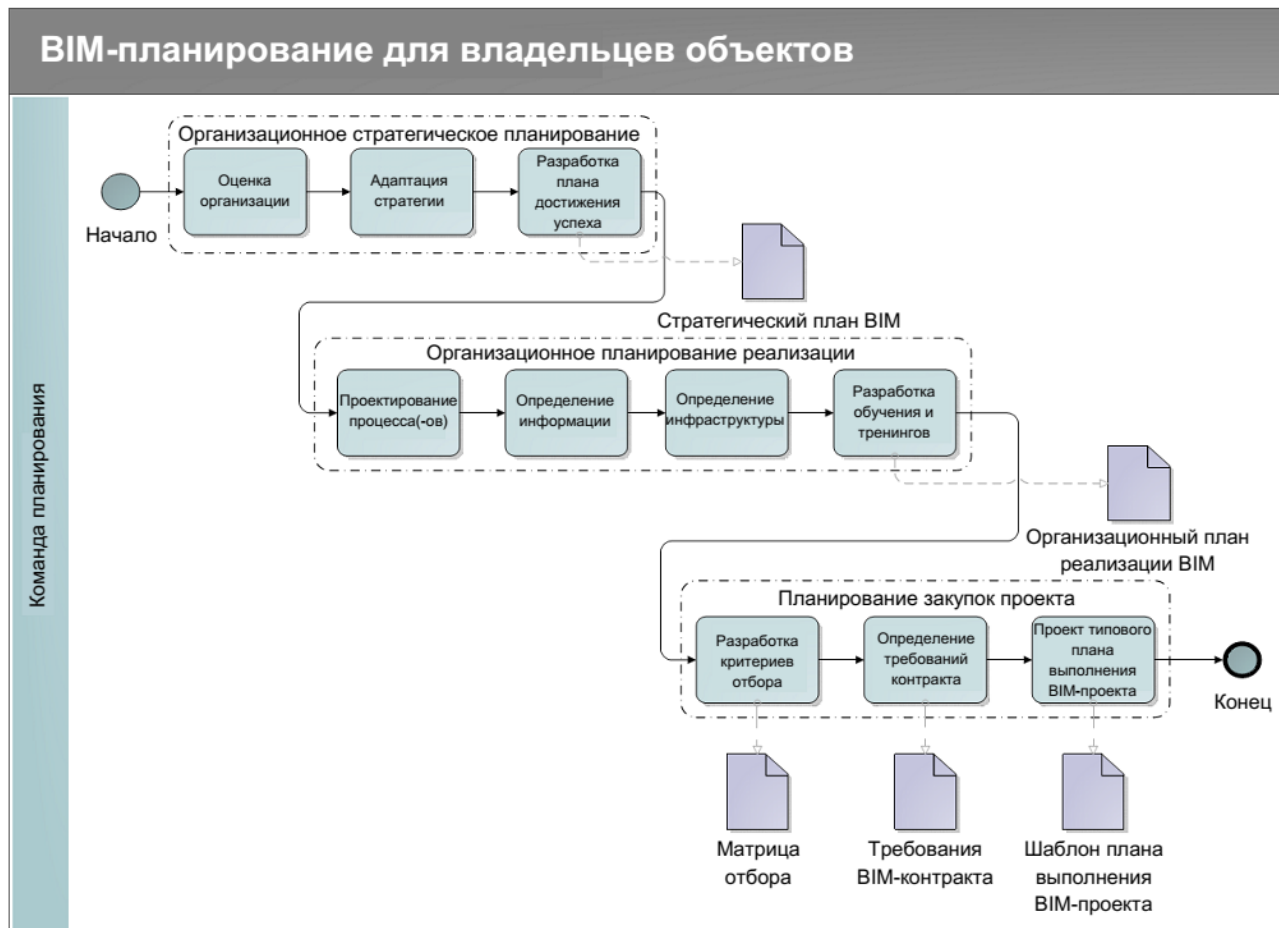 BIM-планирование для владельцев объектов
Команда планирования
Организационное стратегическое планирование
Начало
Оценка
организации
Адаптация
стратегии
Разработка
плана
достижения
успеха
Стратегический план BIM
Организационное планирование реализации
Проектирование
процесса(-ов)
Определение
информации
Определение
инфраструктуры
Разработка
обучения и
тренингов
Организационный план
реализации BIM
Планирование закупок проекта
Разработка
критериев
отбора
Определение
требований
контракта
Проект типового
плана
выполнения
BIM-проекта
Конец
Матрица
отбора
Требования
BIM-контракта
Шаблон плана
выполнения
BIM-проекта